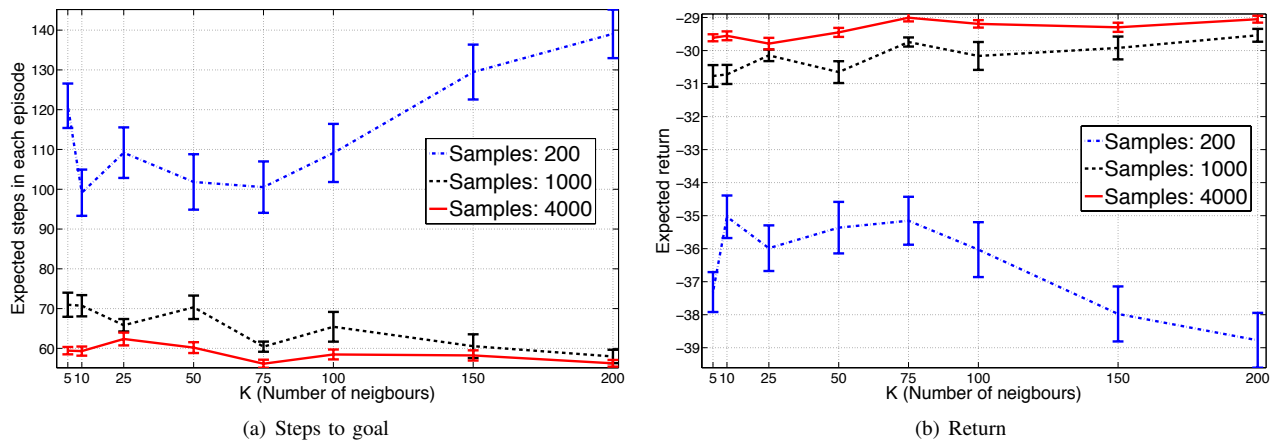 140
130
120
110
100
90
80
70
60
Expected steps in each episode
Samples: 200
Samples: 1000
Samples: 4000
5 10 25 50 75 100 150 200
K (Number of neigbours)
(a) Steps to goal
−29
−30
−31
−32
−33
−34
−35
−36
−37
−38
−39
Expected return
Samples: 200
Samples: 1000
Samples: 4000
5 10 25 50 75 100 150 200
K (Number of neigbours)
(b) Return